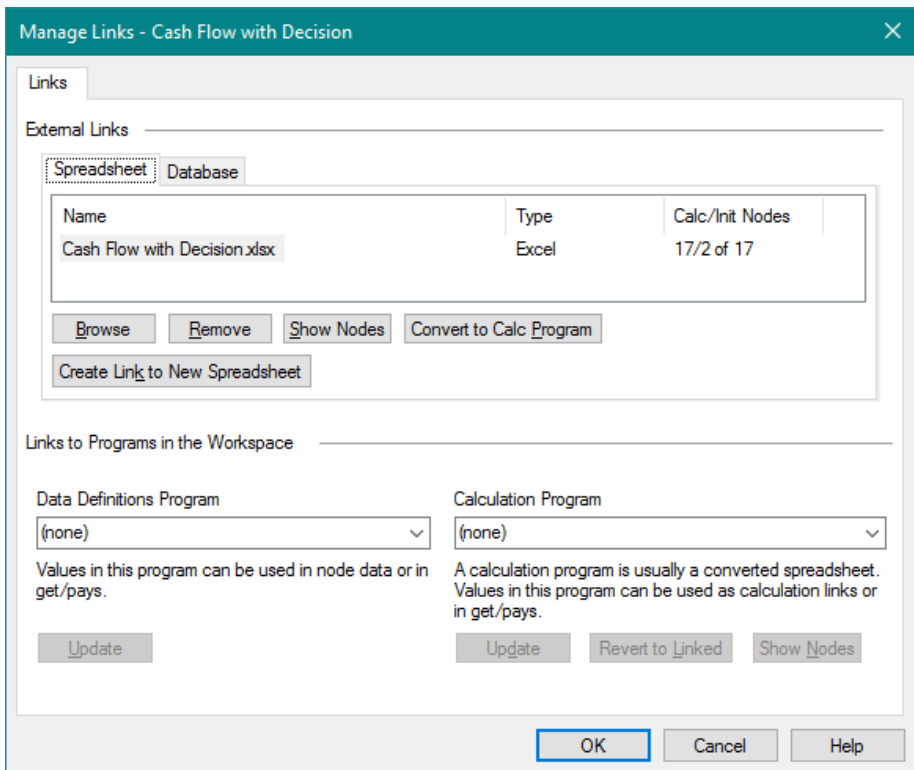 Manage Links - Cash Flow with Decision
Links
External Links
Spreadsheet Database
Name Type Calc/Init Nodes
Cash Flow with Decision.xlsx Excel 17/2 of 17
Browse Remove Show Nodes Convert to Calc Program
Create Link to New Spreadsheet
Links to Programs in the Workspace
Data Definitions Program
(none)
Values in this program can be used in node data or in
get/pays.
Update
Calculation Program
(none)
A calculation program is usually a converted spreadsheet.
Values in this program can be used as calculation links or
in get/pays.
Update Revert to Linked Show Nodes
OK Cancel Help